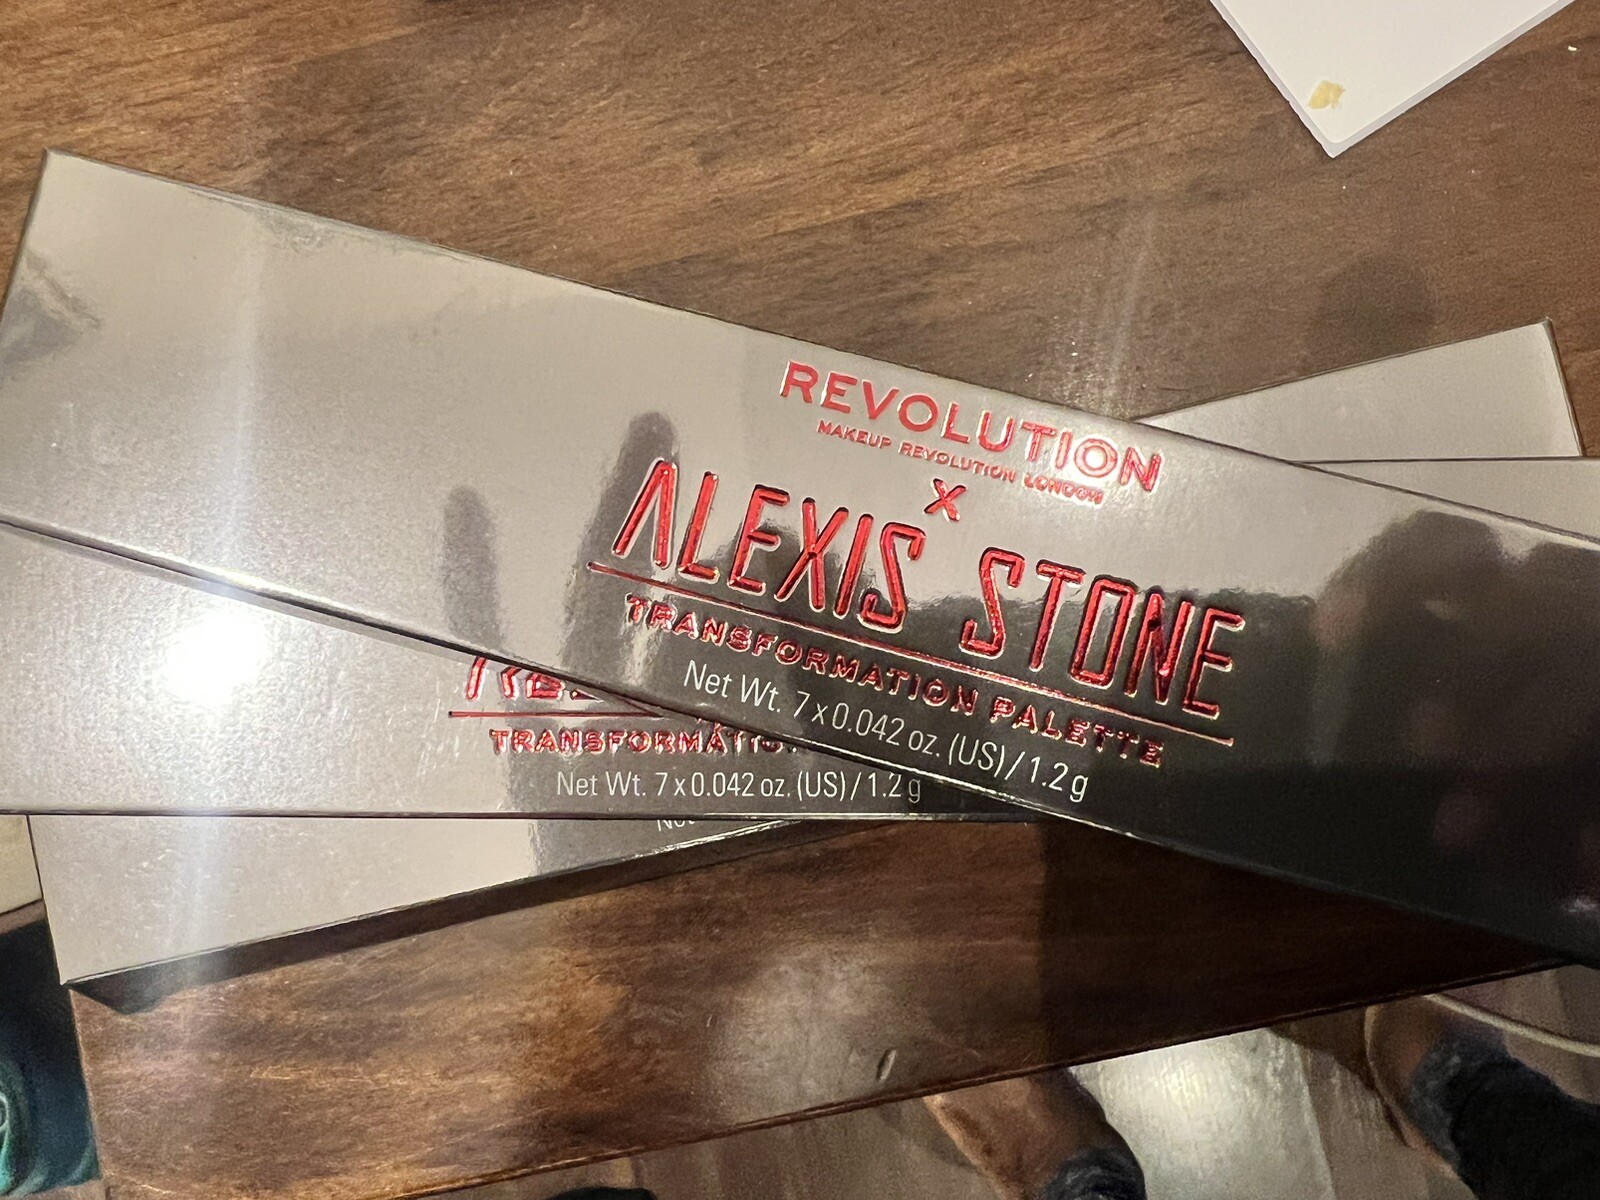 REVOLUTION
MAKEUP REVOLUTION LONDON
X
ALEXIS STONE
TRANSFORMATION PALETTE
Net Wt. 7 x 0.042 oz. (US) / 1.2 g
Net Wt. 7 x 0.042 oz. (US) / 1.2 g